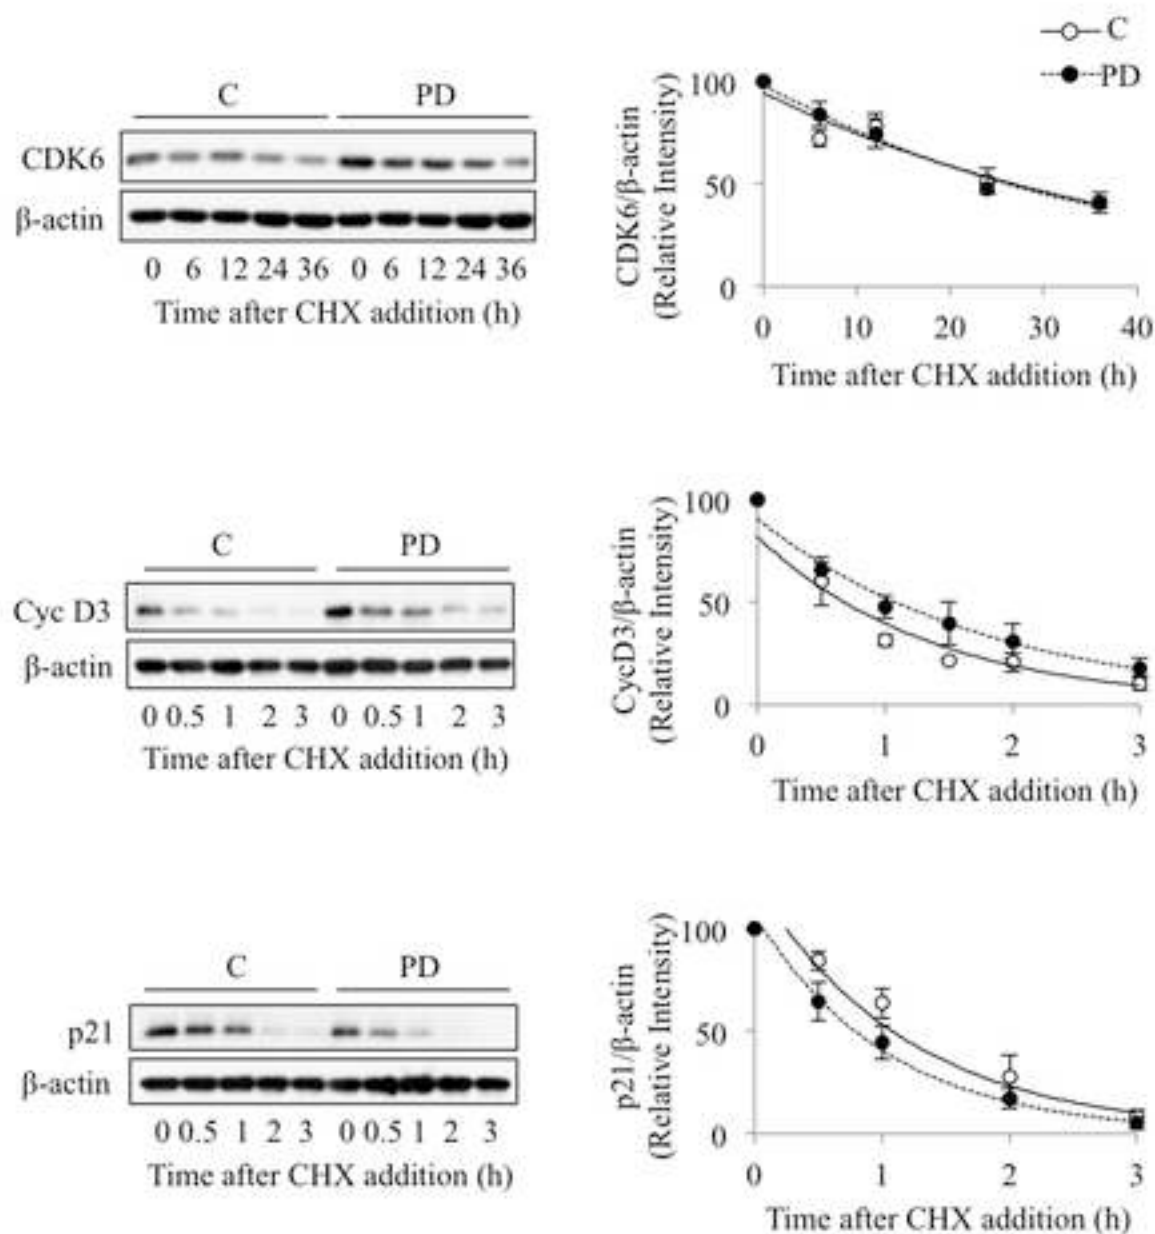 C
PD
C PD
CDK6
β-actin
0 6 12 24 36 0 6 12 24 36
Time after CHX addition (h)
CDK6/β-actin
(Relative Intensity)
100
50
0
0 10 20 30 40
Time after CHX addition (h)
C PD
Cyc D3
β-actin
0 0.5 1 2 3 0 0.5 1 2 3
Time after CHX addition (h)
CycD3/β-actin
(Relative Intensity)
100
50
0
0 1 2 3
Time after CHX addition (h)
C PD
p21
β-actin
0 0.5 1 2 3 0 0.5 1 2 3
Time after CHX addition (h)
p21/β-actin
(Relative Intensity)
100
50
0
0 1 2 3
Time after CHX addition (h)